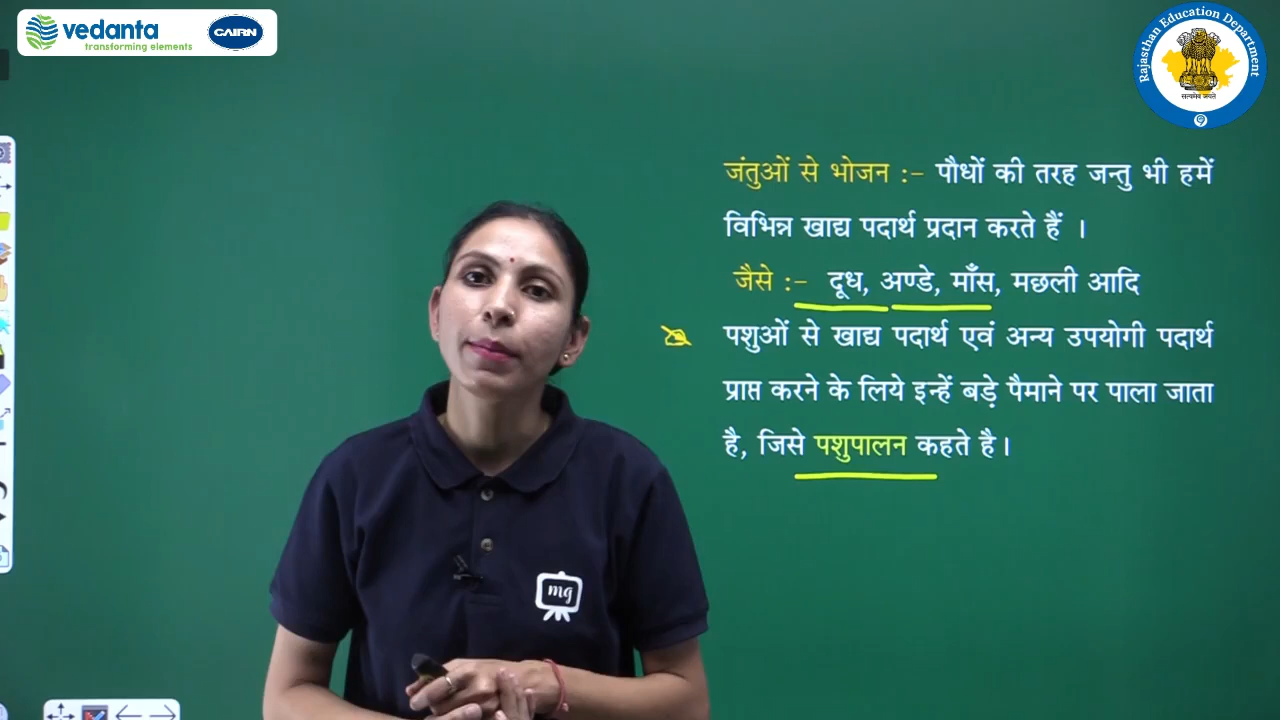 vedanta
transforming elements
CAIRN
Rajasthan Education Department
सत्यमेव जयते
जंतुओं से भोजन :– पौधों की तरह जन्तु भी हमें
विभिन्न खाद्य पदार्थ प्रदान करते हैं ।
जैसे :– दूध, अण्डे, माँस, मछली आदि
पशुओं से खाद्य पदार्थ एवं अन्य उपयोगी पदार्थ
प्राप्त करने के लिये इन्हें बड़े पैमाने पर पाला जाता
है, जिसे पशुपालन कहते है।
mg